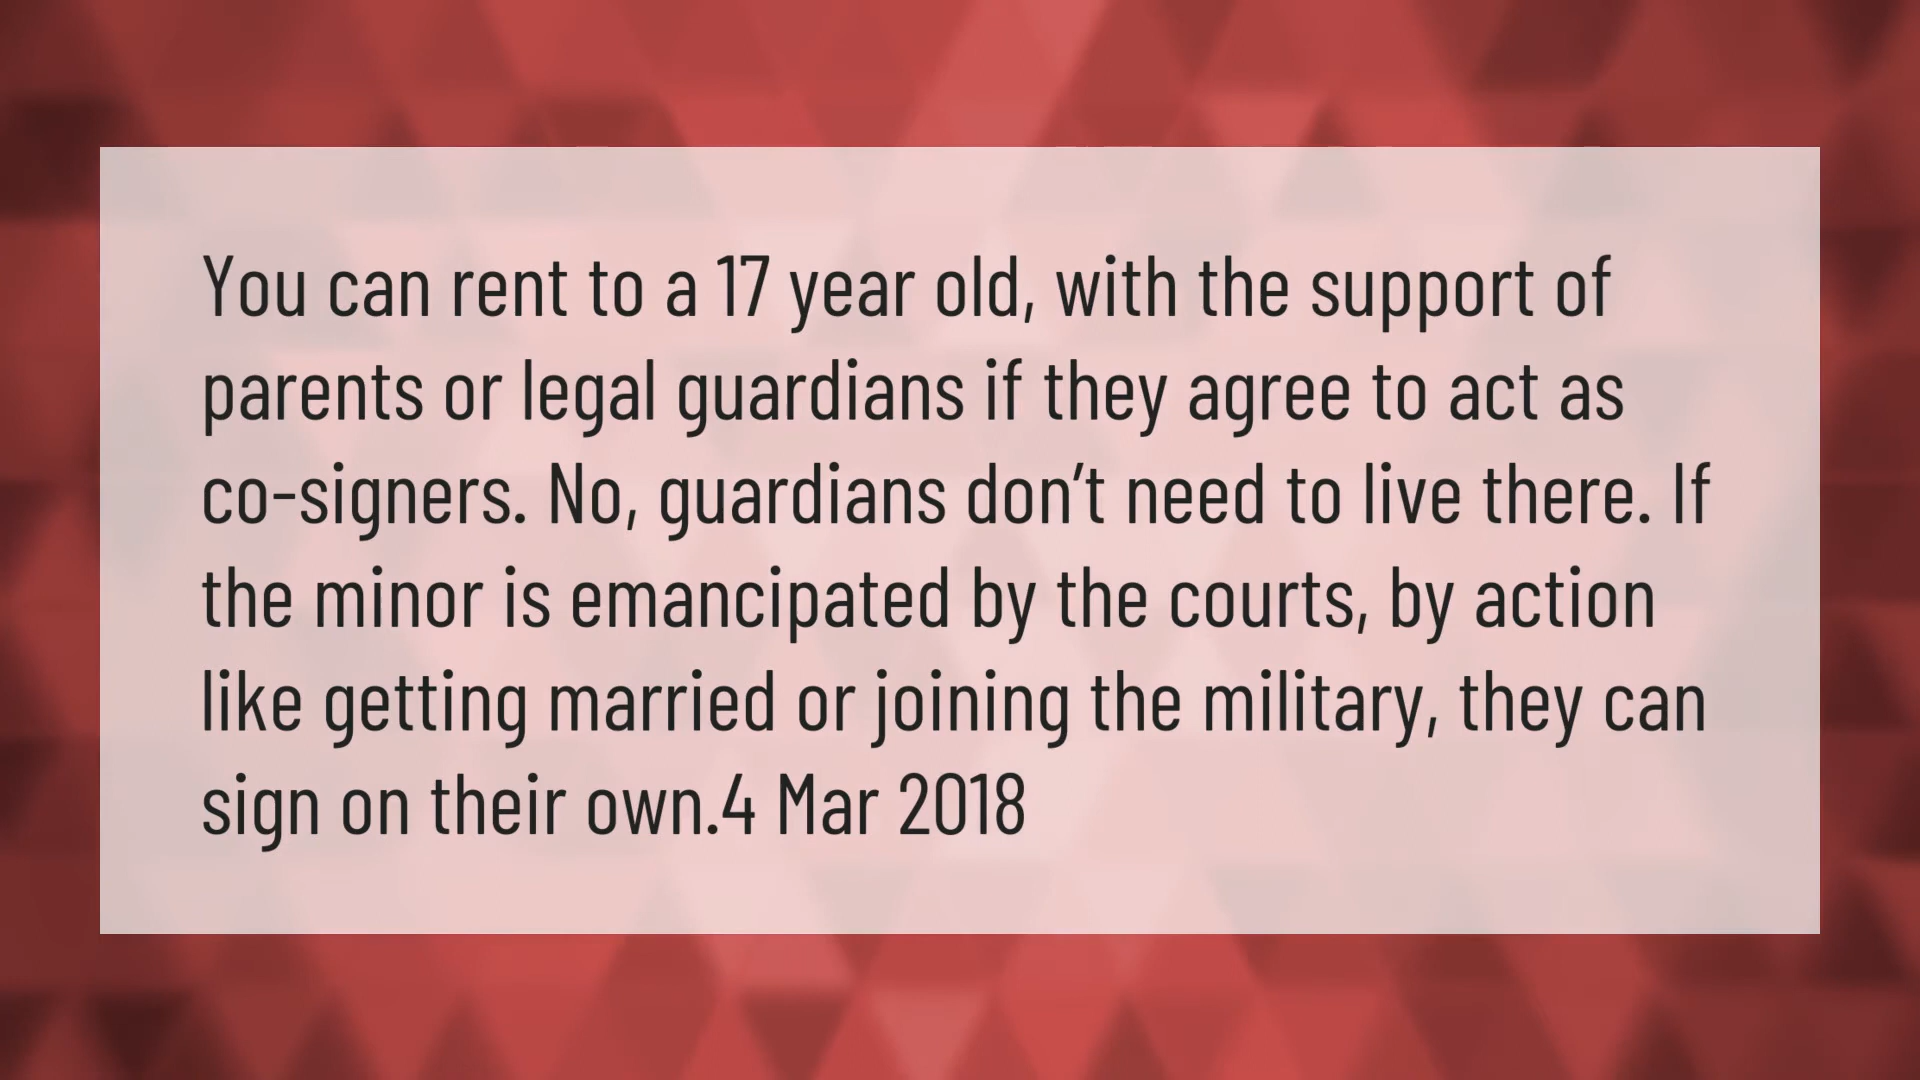 You can rent to a 17 year old, with the support of
parents or legal guardians if they agree to act as
co-signers. No, guardians don’t need to live there. If
the minor is emancipated by the courts, by action
like getting married or joining the military, they can
sign on their own.4 Mar 2018